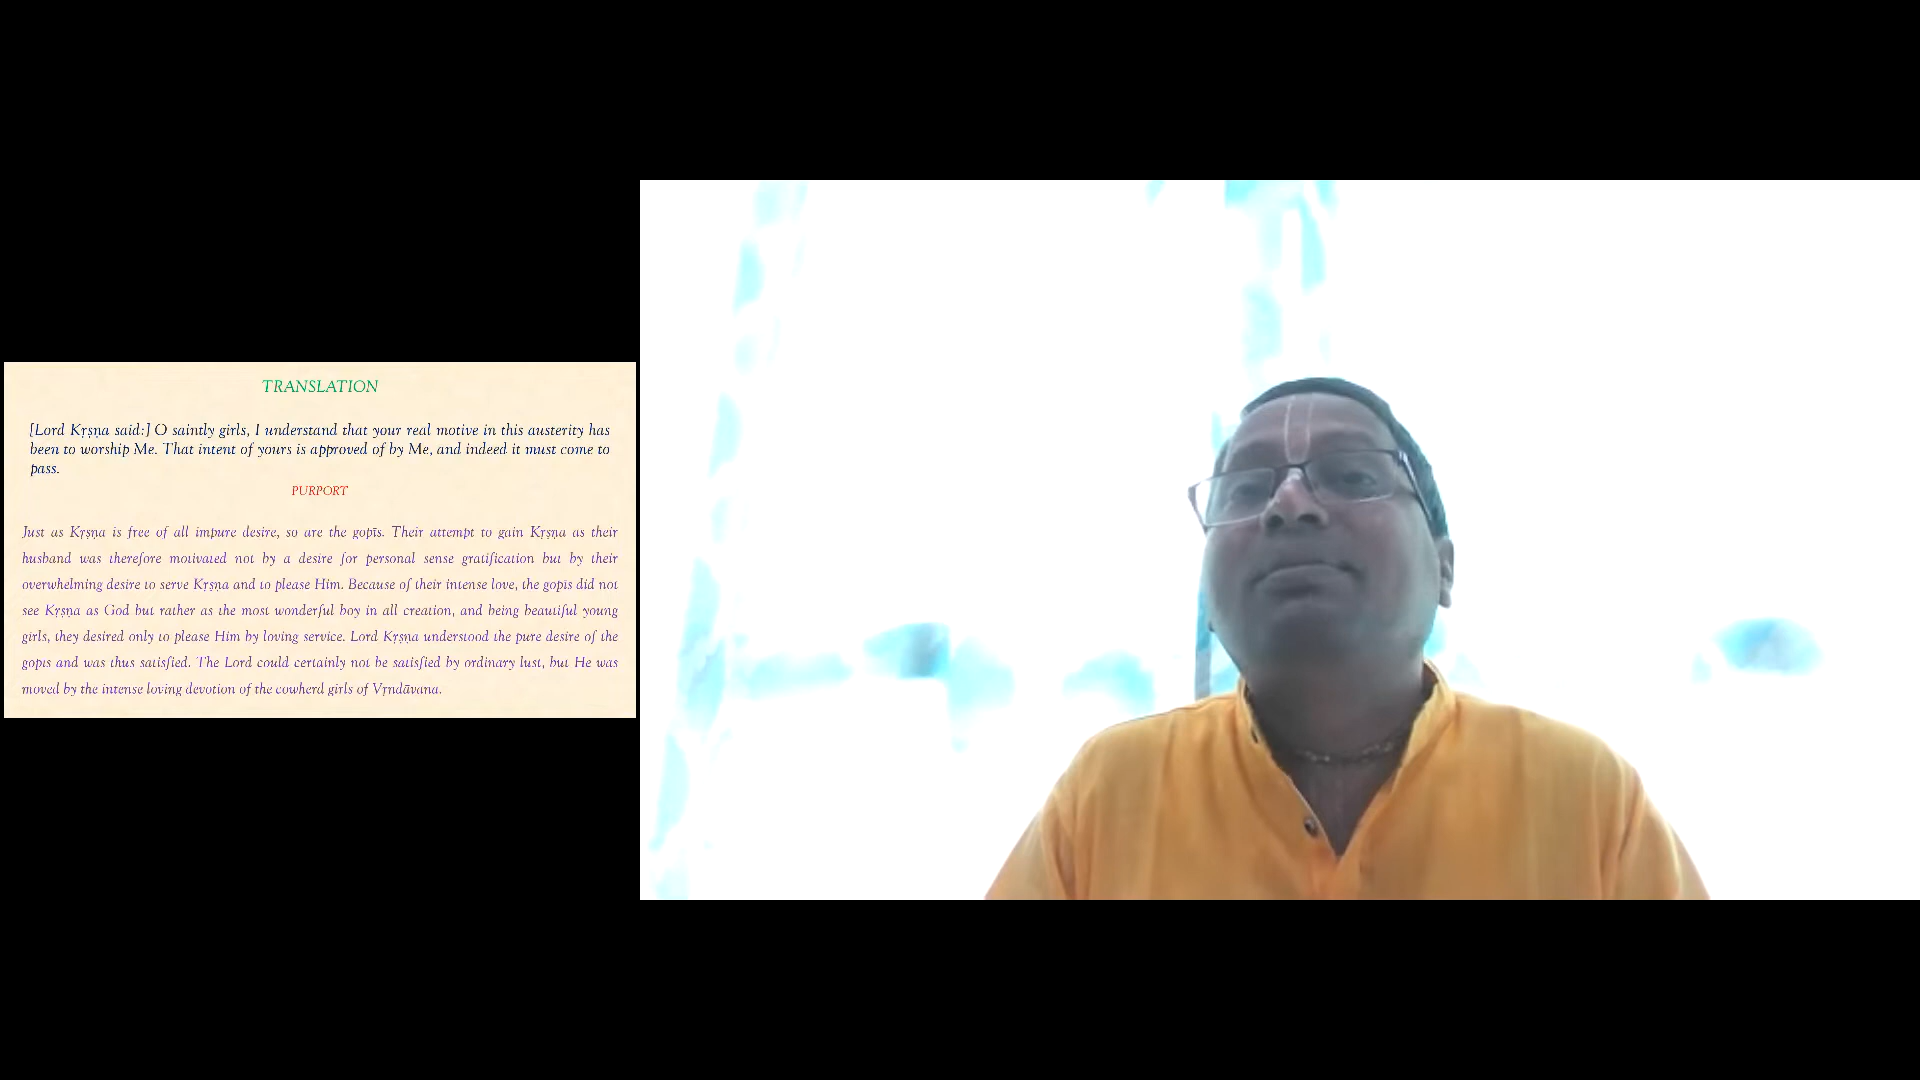 TRANSLATION
[Lord Kṛṣṇa said:] O saintly girls, I understand that your real motive in this austerity has
been to worship Me. That intent of yours is approved of by Me, and indeed it must come to
pass.
PURPORT
Just as Kṛṣṇa is free of all impure desire, so are the gopīs. Their attempt to gain Kṛṣṇa as their
husband was therefore motivated not by a desire for personal sense gratification but by their
overwhelming desire to serve Kṛṣṇa and to please Him. Because of their intense love, the gopīs did not
see Kṛṣṇa as God but rather as the most wonderful boy in all creation, and being beautiful young
girls, they desired only to please Him by loving service. Lord Kṛṣṇa understood the pure desire of the
gopīs and was thus satisfied. The Lord could certainly not be satisfied by ordinary lust, but He was
moved by the intense loving devotion of the cowherd girls of Vṛndāvana.